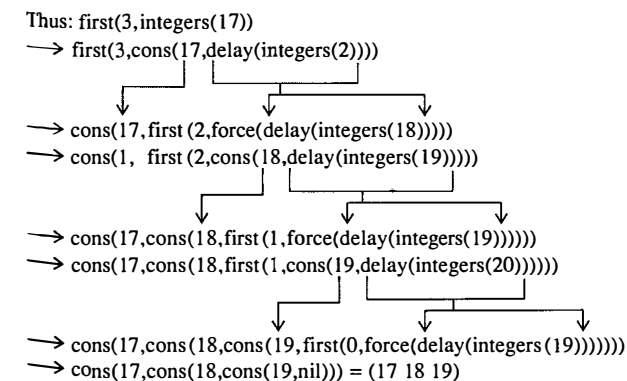 Thus: first(3,integers(17))
→ first(3,cons(17,delay(integers(2))))
→ cons(17,first (2,force(delay(integers(18)))))
→ cons(1, first (2,cons(18,delay(integers(19)))))
→ cons(17,cons(18,first(1,force(delay(integers(19))))))
→ cons(17,cons(18,first(1,cons(19,delay(integers(20))))))
→ cons(17,cons(18,cons(19,first(0,force(delay(integers(19)))))))
→ cons(17,cons(18,cons(19,nil))) = (17 18 19)